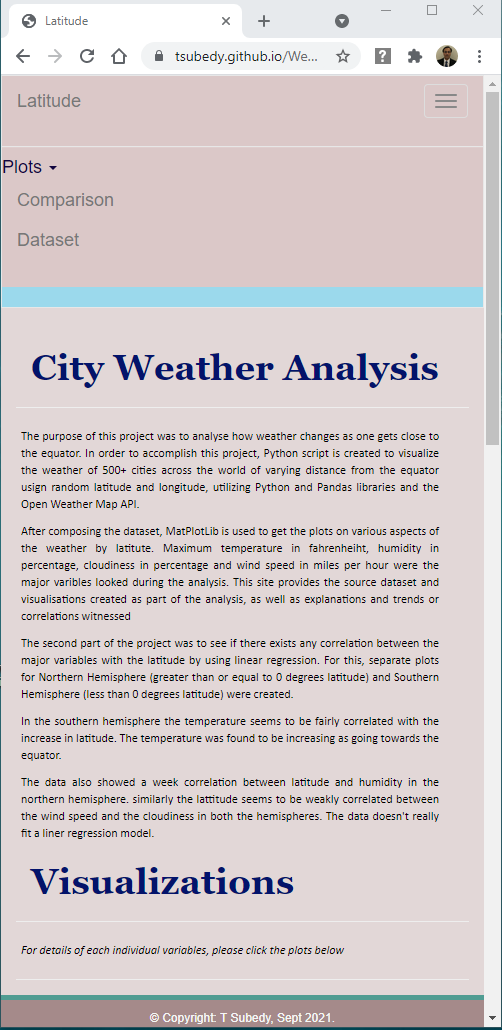 Latitude
tsubedy.github.io/We...
Latitude
Plots
Comparison
Dataset
City Weather Analysis
The purpose of this project was to analyse how weather changes as one gets close to
the equator. In order to accomplish this project, Python script is created to visualize
the weather of 500+ cities across the world of varying distance from the equator
usign random latitude and longitude, utilizing Python and Pandas libraries and the
Open Weather Map API.
After composing the dataset, MatPlotLib is used to get the plots on various aspects of
the weather by latitute. Maximum temperature in fahrenheiht, humidity in
percentage, cloudiness in percentage and wind speed in miles per hour were the
major varibles looked during the analysis. This site provides the source dataset and
visualisations created as part of the analysis, as well as explanations and trends or
correlations witnessed
The second part of the project was to see if there exists any correlation between the
major variables with the latitude by using linear regression. For this, separate plots
for Northern Hemisphere (greater than or equal to 0 degrees latitude) and Southern
Hemisphere (less than 0 degrees latitude) were created.
In the southern hemisphere the temperature seems to be fairly correlated with the
increase in latitude. The temperature was found to be increasing as going towards the
equator.
The data also showed a week correlation between latitude and humidity in the
northern hemisphere. similarly the lattitude seems to be weakly correlated between
the wind speed and the cloudiness in both the hemispheres. The data doesn't really
fit a liner regression model.
Visualizations
For details of each individual variables, please click the plots below
© Copyright: T Subedy, Sept 2021.